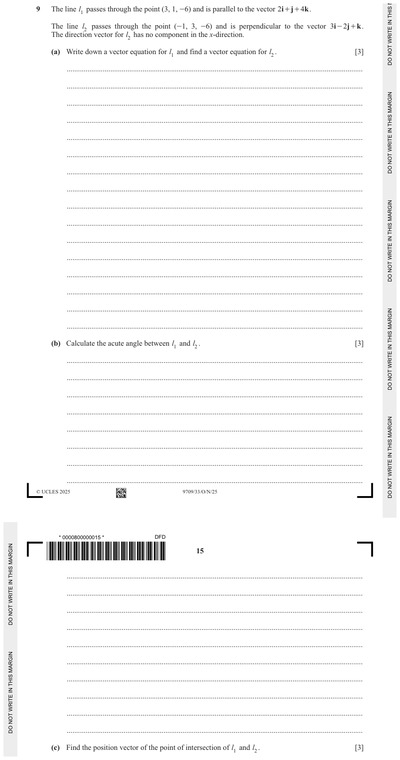 9 The line l1 passes through the point (3, 1, −6) and is parallel to the vector 2i + j + 4k.
The line l2 passes through the point (−1, 3, −6) and is perpendicular to the vector 3i − 2j + k.
The direction vector for l2 has no component in the x-direction.
(a) Write down a vector equation for l1 and find a vector equation for l2. [3]
(b) Calculate the acute angle between l1 and l2. [3]
© UCLES 2025 9709/33/O/N/25
DO NOT WRITE IN THIS MARGIN
DO NOT WRITE IN THIS MARGIN
DO NOT WRITE IN THIS MARGIN
DO NOT WRITE IN THIS MARGIN
DO NOT WRITE IN THIS M
* 0000800000015 * DFD
15
DO NOT WRITE IN THIS MARGIN
DO NOT WRITE IN THIS MARGIN
(c) Find the position vector of the point of intersection of l1 and l2. [3]